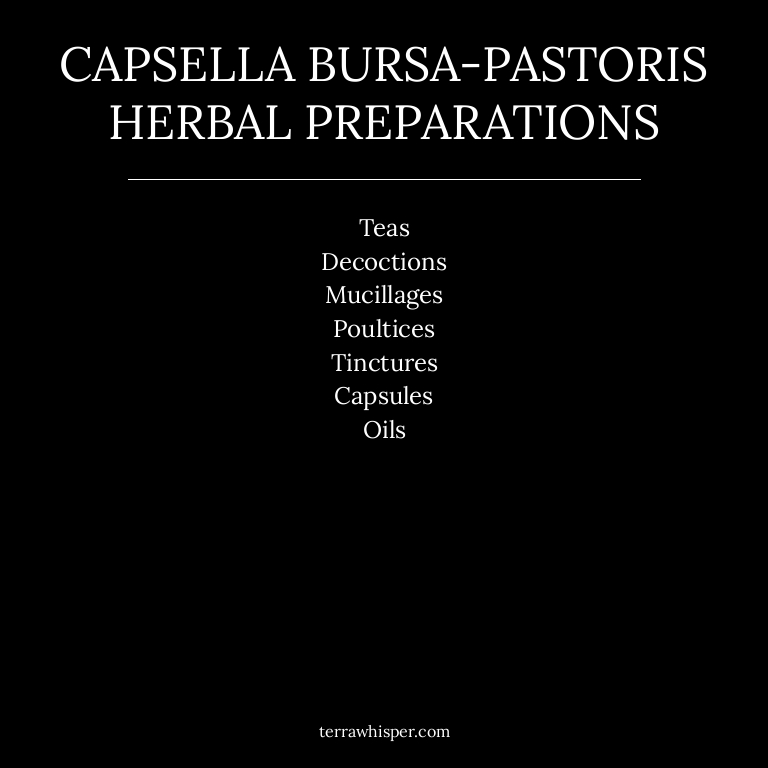 CAPSELLA BURSA-PASTORIS
HERBAL PREPARATIONS
Teas
Decoctions
Mucillages
Poultices
Tinctures
Capsules
Oils
terrawhisper.com